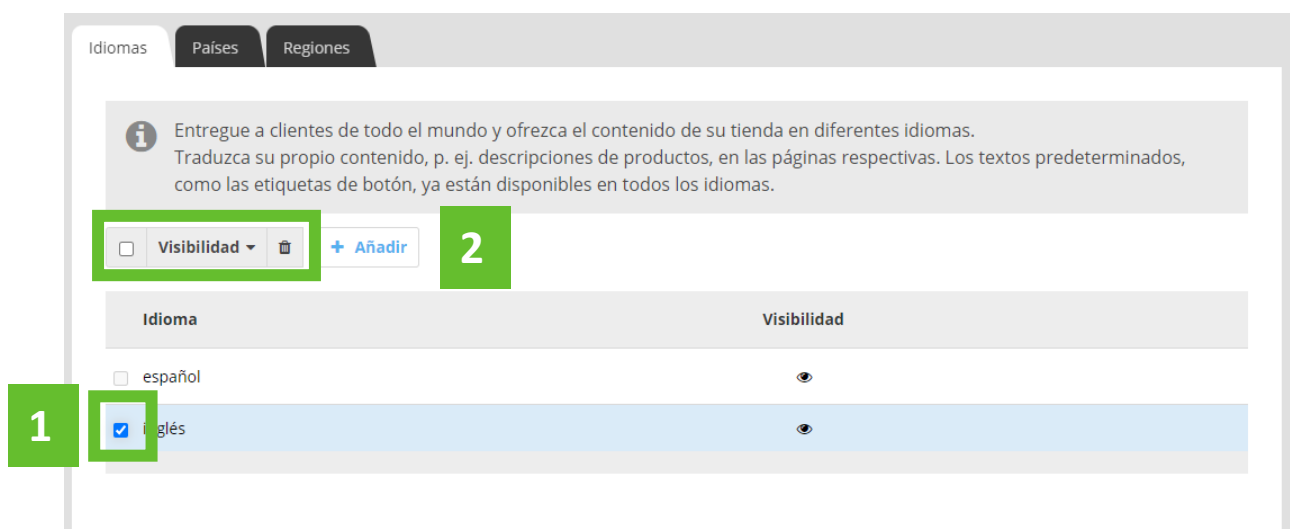 Idiomas Países Regiones
Entregue a clientes de todo el mundo y ofrezca el contenido de su tienda en diferentes idiomas.
Traduzca su propio contenido, p. ej. descripciones de productos, en las páginas respectivas. Los textos predeterminados,
como las etiquetas de botón, ya están disponibles en todos los idiomas.
Visibilidad + Añadir 2
Idioma Visibilidad
español
1 inglés